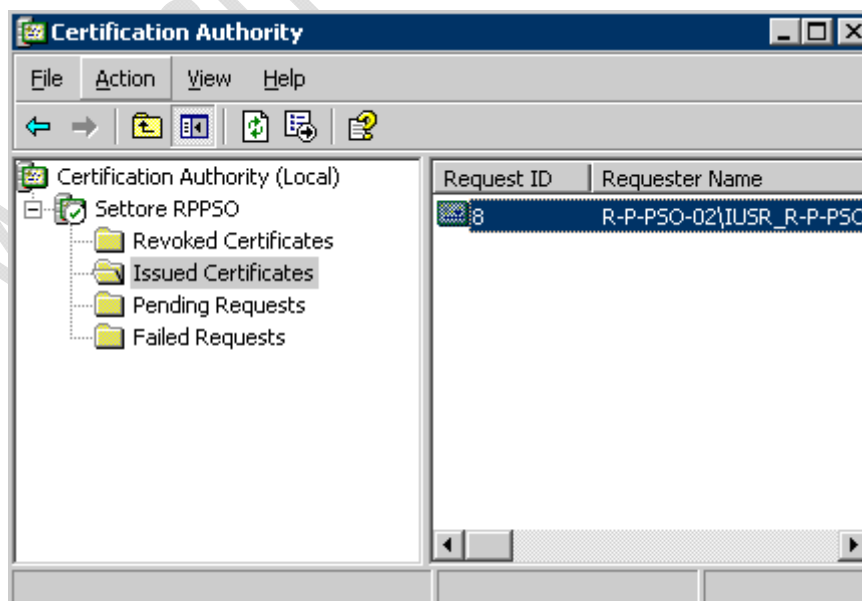 Certification Authority
File Action View Help
Certification Authority (Local)
Settore RPPSO
Revoked Certificates
Issued Certificates
Pending Requests
Failed Requests
Request ID Requester Name
8 R-P-PSO-02\IUSR_R-P-PSO